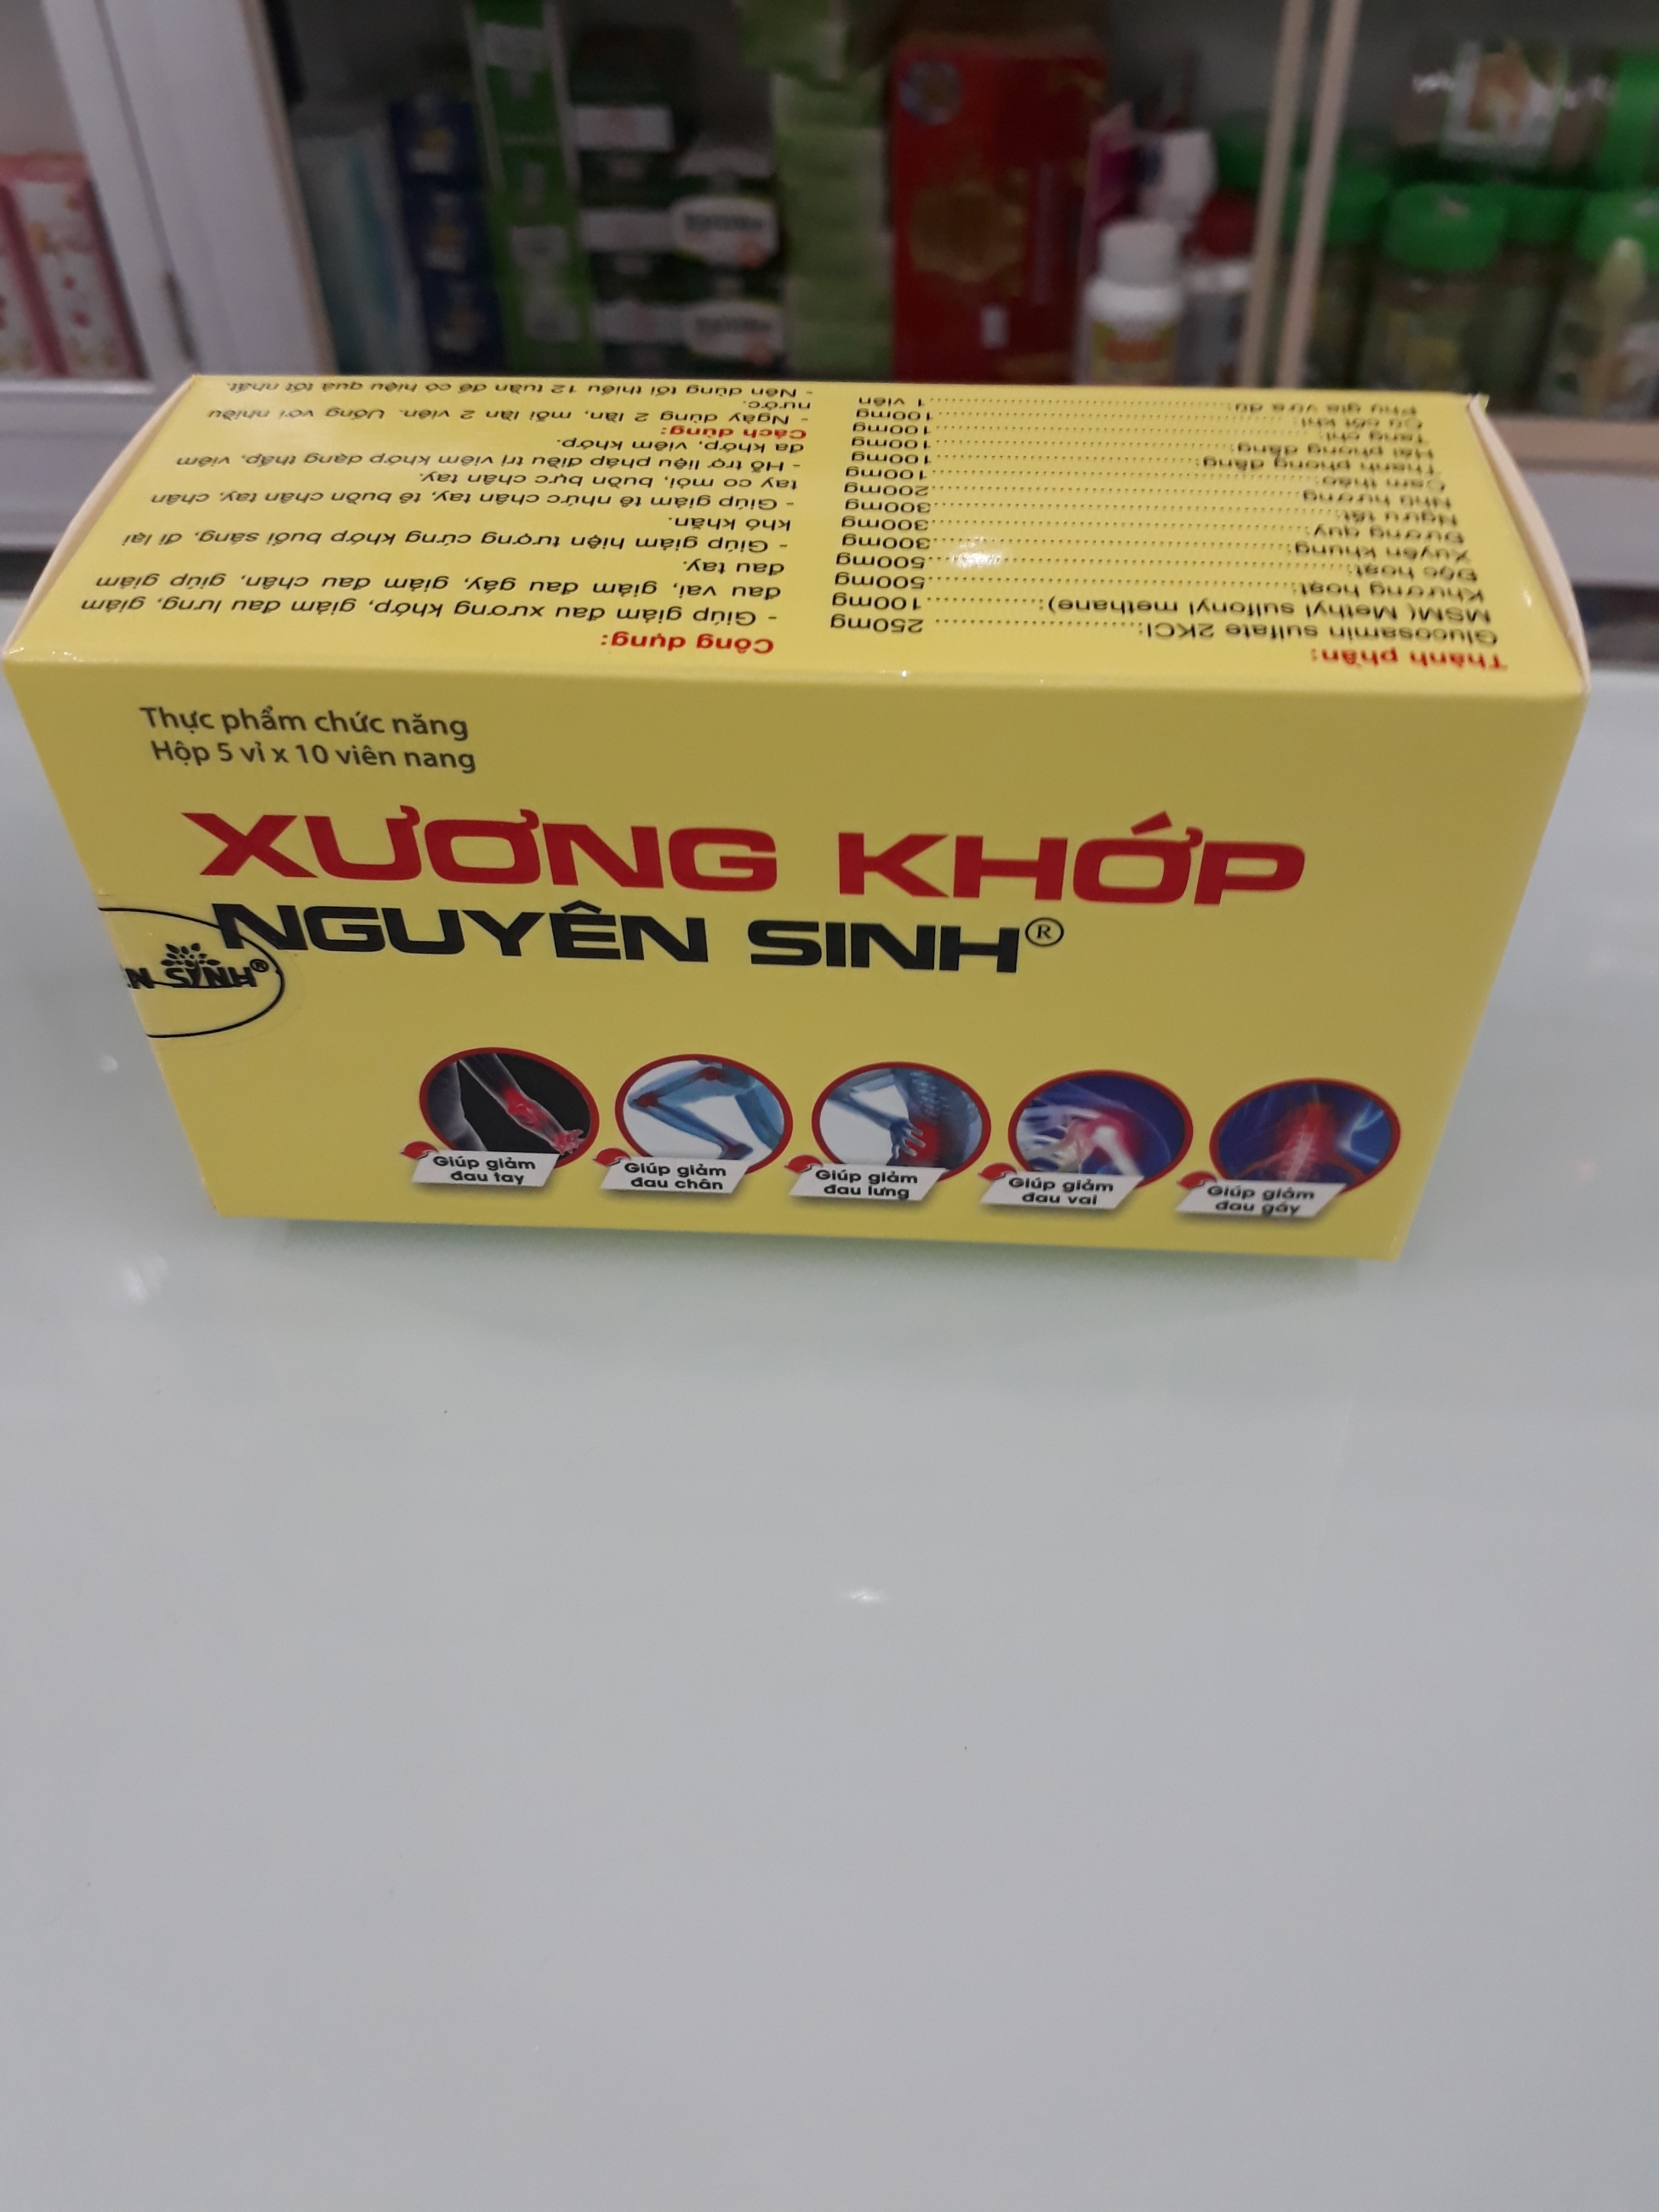 Thực phẩm chức năng
Hộp 5 vỉ x 10 viên nang
XƯƠNG KHỚP
NGUYÊN SINH®
N SINH®
Giúp giảm
đau tay
Giúp giảm
đau chân
Giúp giảm
đau lưng
Giúp giảm
đau vai
Giúp giảm
đau gáy
Thành phần:
Glucosamin sulfate 2KCl:................... 250mg
MSM( Methyl sulfonyl methane):............100mg
Khương hoạt:..............................500mg
Độc hoạt:.................................500mg
Xuyên khung:..............................300mg
Đương quy:................................300mg
Ngưu tất:.................................300mg
Nhũ hương.................................200mg
Cam thảo:.................................100mg
Thanh phong đằng:.........................100mg
Hải phong đằng:...........................100mg
Tang chi:.................................100mg
Củ cốt khí:...............................100mg
Phụ gia vừa đủ:...........................1 viên
Công dụng:
- Giúp giảm đau xương khớp, giảm đau lưng, giảm
đau vai, giảm đau gáy, giảm đau chân, giúp giảm
đau tay.
- Giúp giảm hiện tượng cứng khớp buổi sáng, đi lại
khó khăn.
- Giúp giảm tê nhức chân tay, tê buồn chân tay, chân
tay co mỏi, buồn bực chân tay.
- Hỗ trợ liệu pháp điều trị viêm khớp dạng thấp, viêm
đa khớp, viêm khớp.
Cách dùng:
- Ngày dùng 2 lần, mỗi lần 2 viên. Uống với nhiều
nước.
- Nên dùng tối thiểu 12 tuần để có hiệu quả tốt nhất.